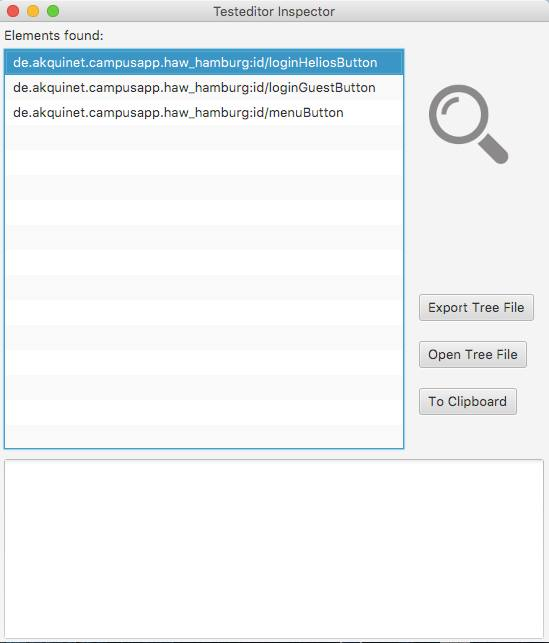 Testeditor Inspector
Elements found:
de.akquinet.campusapp.haw_hamburg:id/loginHeliosButton
de.akquinet.campusapp.haw_hamburg:id/loginGuestButton
de.akquinet.campusapp.haw_hamburg:id/menuButton
Export Tree File
Open Tree File
To Clipboard